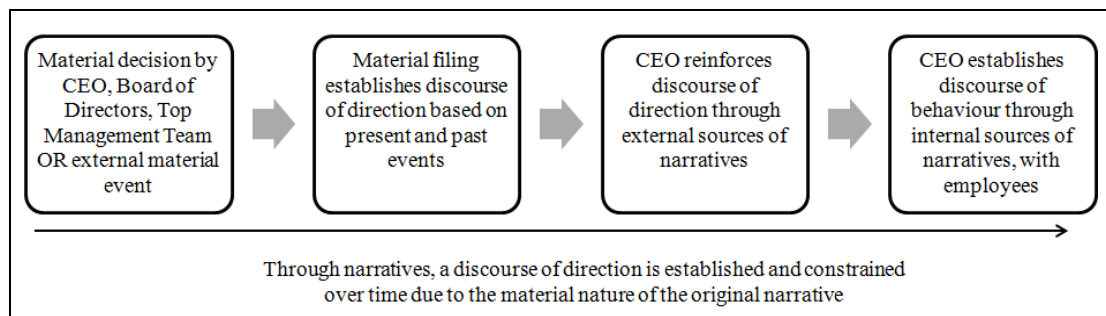 Material decision by
CEO, Board of
Directors, Top
Management Team
OR external material
event
Material filing
establishes discourse
of direction based on
present and past
events
CEO reinforces
discourse of
direction through
external sources of
narratives
CEO establishes
discourse of
behaviour through
internal sources of
narratives, with
employees
Through narratives, a discourse of direction is established and constrained
over time due to the material nature of the original narrative